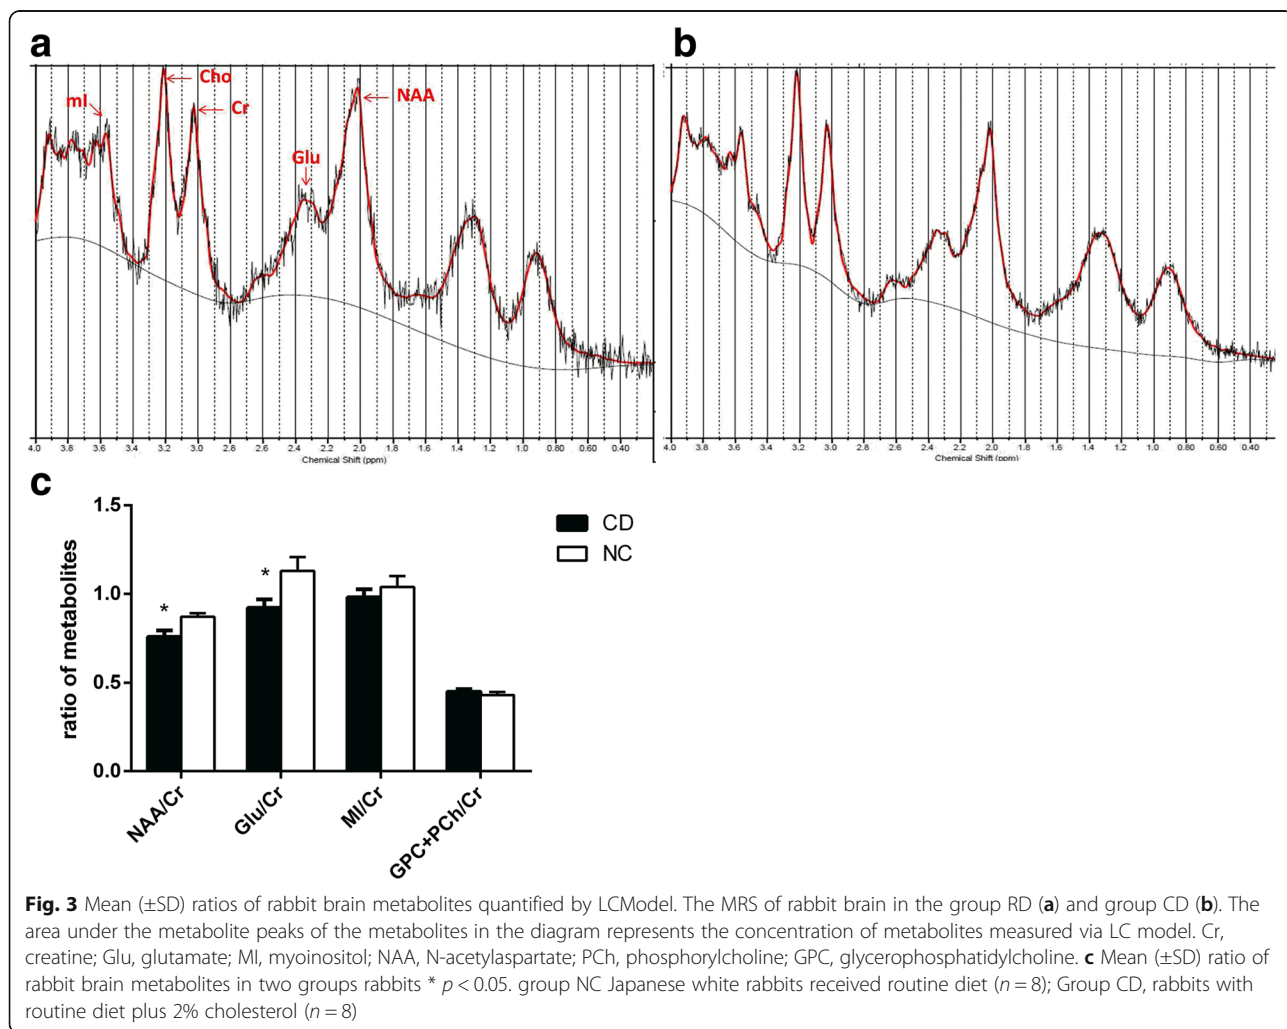 a
b
mI
Cho
Cr
Glu
NAA
4.0 3.8 3.6 3.4 3.2 3.0 2.8 2.6 2.4 2.2 2.0 1.8 1.6 1.4 1.2 1.0 0.80 0.60 0.40
Chemical Shift (ppm)
4.0 3.8 3.6 3.4 3.2 3.0 2.8 2.6 2.4 2.2 2.0 1.8 1.6 1.4 1.2 1.0 0.80 0.60 0.40
Chemical Shift (ppm)
c
ratio of metabolites
1.5
1.0
0.5
0.0
*
*
CD
NC
NAA/Cr
Glu/Cr
MI/Cr
GPC+PCh/Cr
Fig. 3 Mean (±SD) ratios of rabbit brain metabolites quantified by LCModel. The MRS of rabbit brain in the group RD (a) and group CD (b). The
area under the metabolite peaks of the metabolites in the diagram represents the concentration of metabolites measured via LC model. Cr,
creatine; Glu, glutamate; MI, myoinositol; NAA, N-acetylaspartate; PCh, phosphorylcholine; GPC, glycerophosphatidylcholine. c Mean (±SD) ratio of
rabbit brain metabolites in two groups rabbits * p < 0.05. group NC Japanese white rabbits received routine diet (n = 8); Group CD, rabbits with
routine diet plus 2% cholesterol (n = 8)